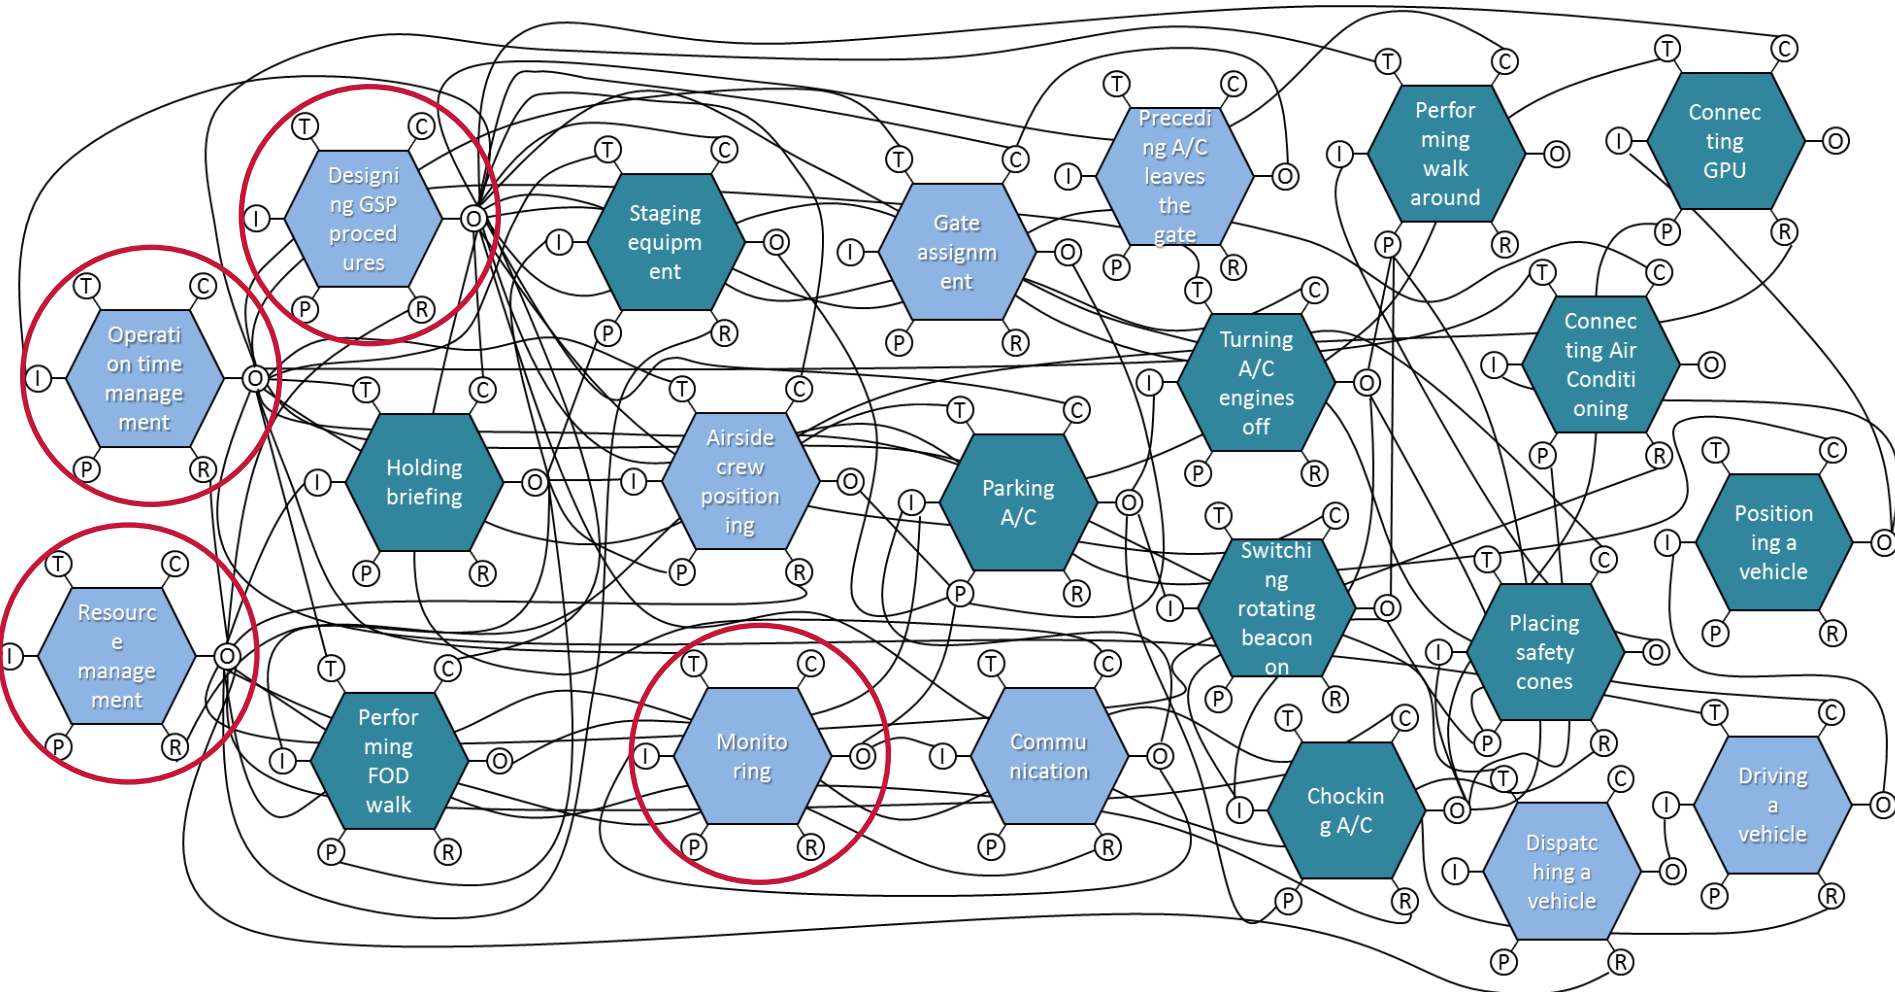 T
C
I
O
P
R
Designi
ng GSP
proced
ures
T
C
I
O
P
R
Operati
on time
manage
ment
T
C
I
O
P
R
Resourc
e
manage
ment
T
C
I
O
P
R
Staging
equipm
ent
T
C
I
O
P
R
Gate
assignm
ent
T
C
I
O
P
R
Precedi
ng A/C
leaves
the
gate
T
C
I
O
P
R
Perfor
ming
walk
around
T
C
I
O
P
R
Connec
ting
GPU
T
C
I
O
P
R
Holding
briefing
T
C
I
O
P
R
Airside
crew
position
ing
T
C
I
O
P
R
Parking
A/C
T
C
I
O
P
R
Turning
A/C
engines
off
T
C
I
O
P
R
Connec
ting Air
Conditi
oning
T
C
I
O
P
R
Position
ing a
vehicle
T
C
I
O
P
R
Switchi
ng
rotating
beacon
on
T
C
I
O
P
R
Placing
safety
cones
T
C
I
O
P
R
Perfor
ming
FOD
walk
T
C
I
O
P
R
Monito
ring
T
C
I
O
P
R
Commu
nication
T
C
I
O
P
R
Chockin
g A/C
T
C
I
O
P
R
Dispatc
hing a
vehicle
T
C
I
O
P
R
Driving
a
vehicle
T
C
I
O
P
R